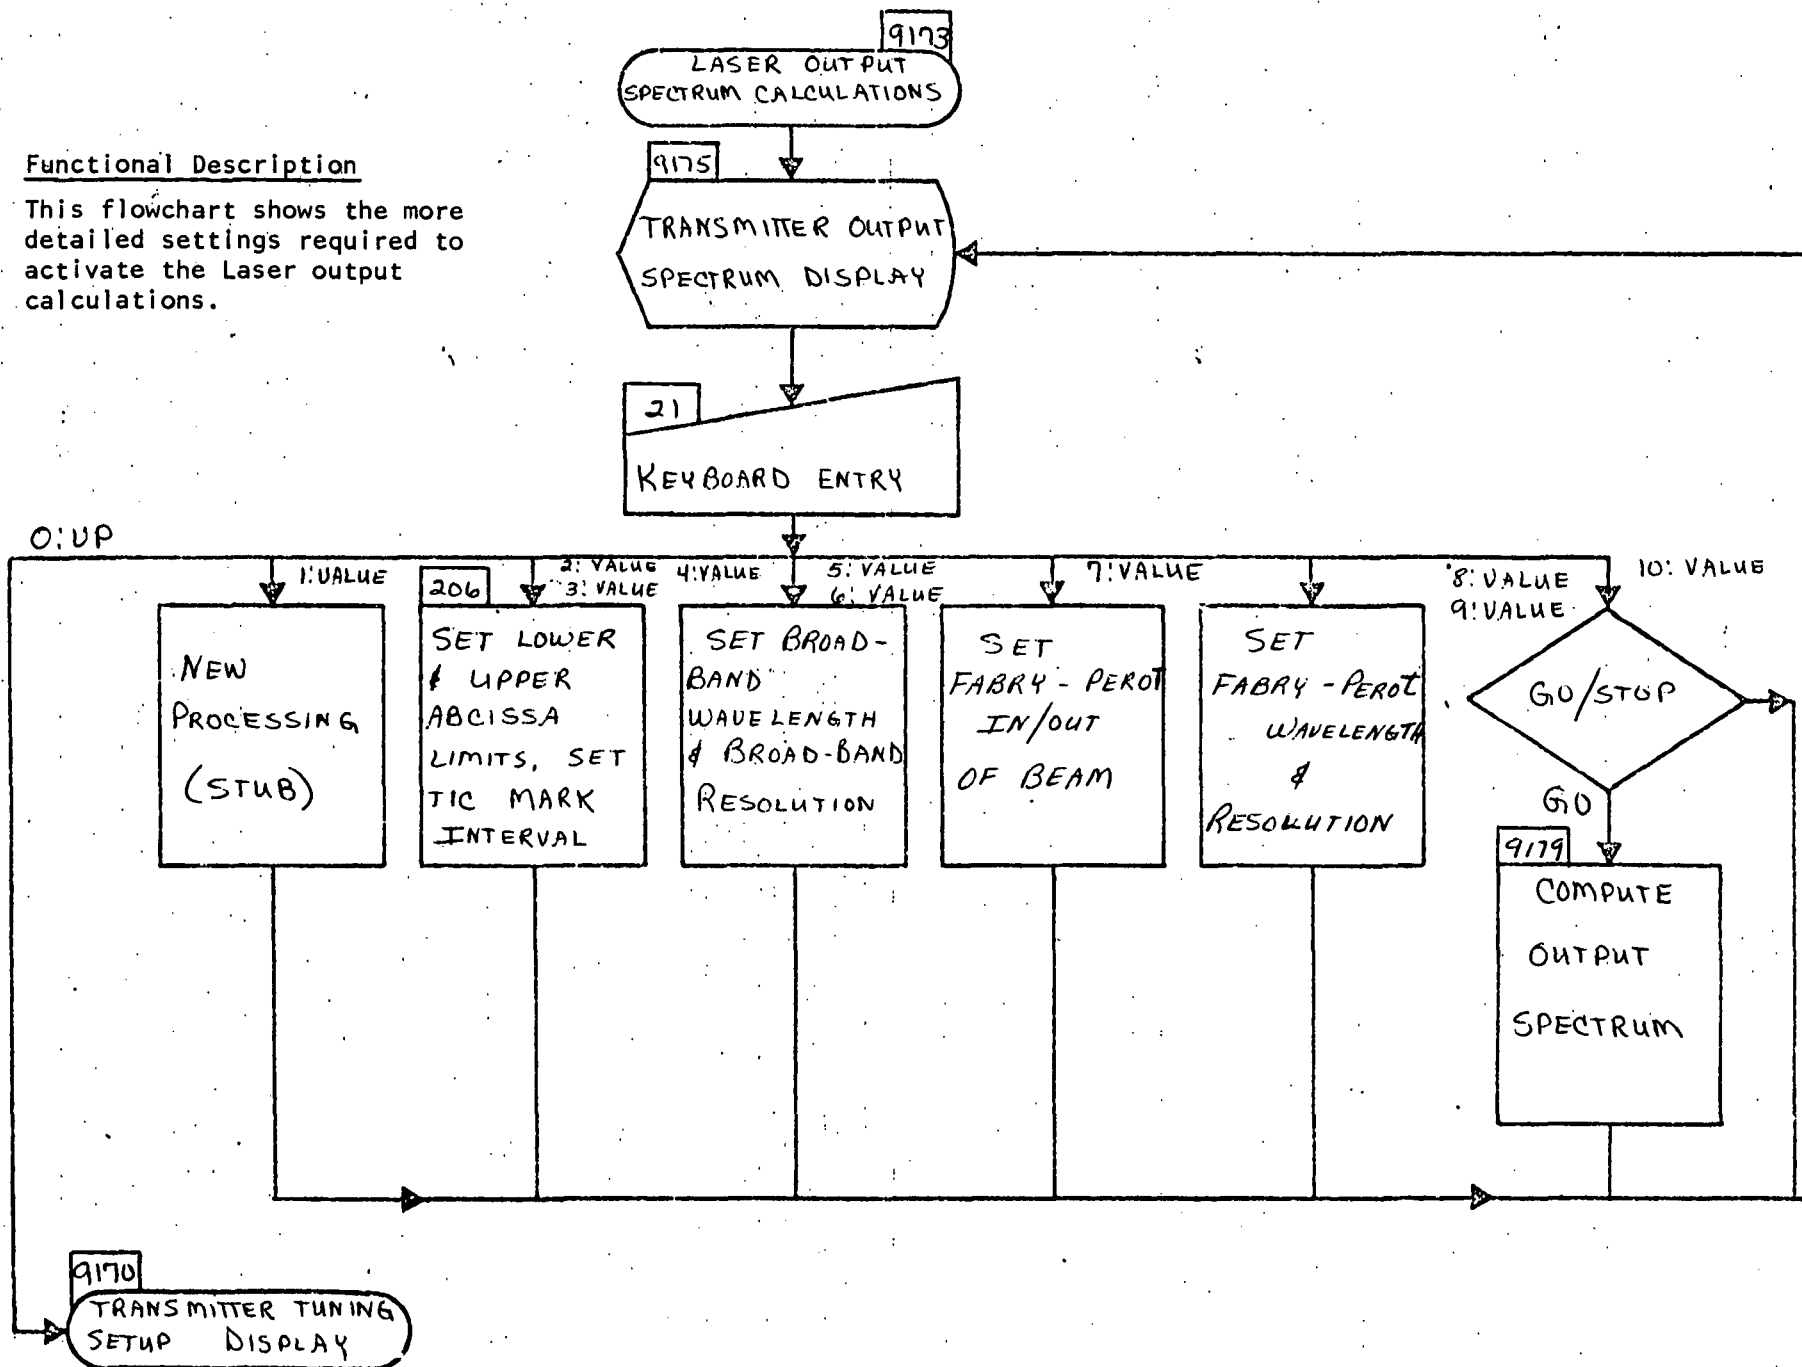 9173
LASER OUTPUT
SPECTRUM CALCULATIONS
Functional Description
This flowchart shows the more
detailed settings required to
activate the Laser output
calculations.
9175
TRANSMITTER OUTPUT
SPECTRUM DISPLAY
21
KEYBOARD ENTRY
0:UP
1:VALUE
2: VALUE
3: VALUE
4:VALUE
5: VALUE
6: VALUE
7:VALUE
8: VALUE
9:VALUE
10: VALUE
NEW
PROCESSING
(STUB)
206
SET LOWER
& UPPER
ABCISSA
LIMITS, SET
TIC MARK
INTERVAL
SET BROAD-
BAND
WAVELENGTH
& BROAD-BAND
RESOLUTION
SET
FABRY-PEROT
IN/OUT
OF BEAM
SET
FABRY-PEROT
WAVELENGTH
&
RESOLUTION
GO/STOP
GO
9179
COMPUTE
OUTPUT
SPECTRUM
9170
TRANSMITTER TUNING
SETUP DISPLAY